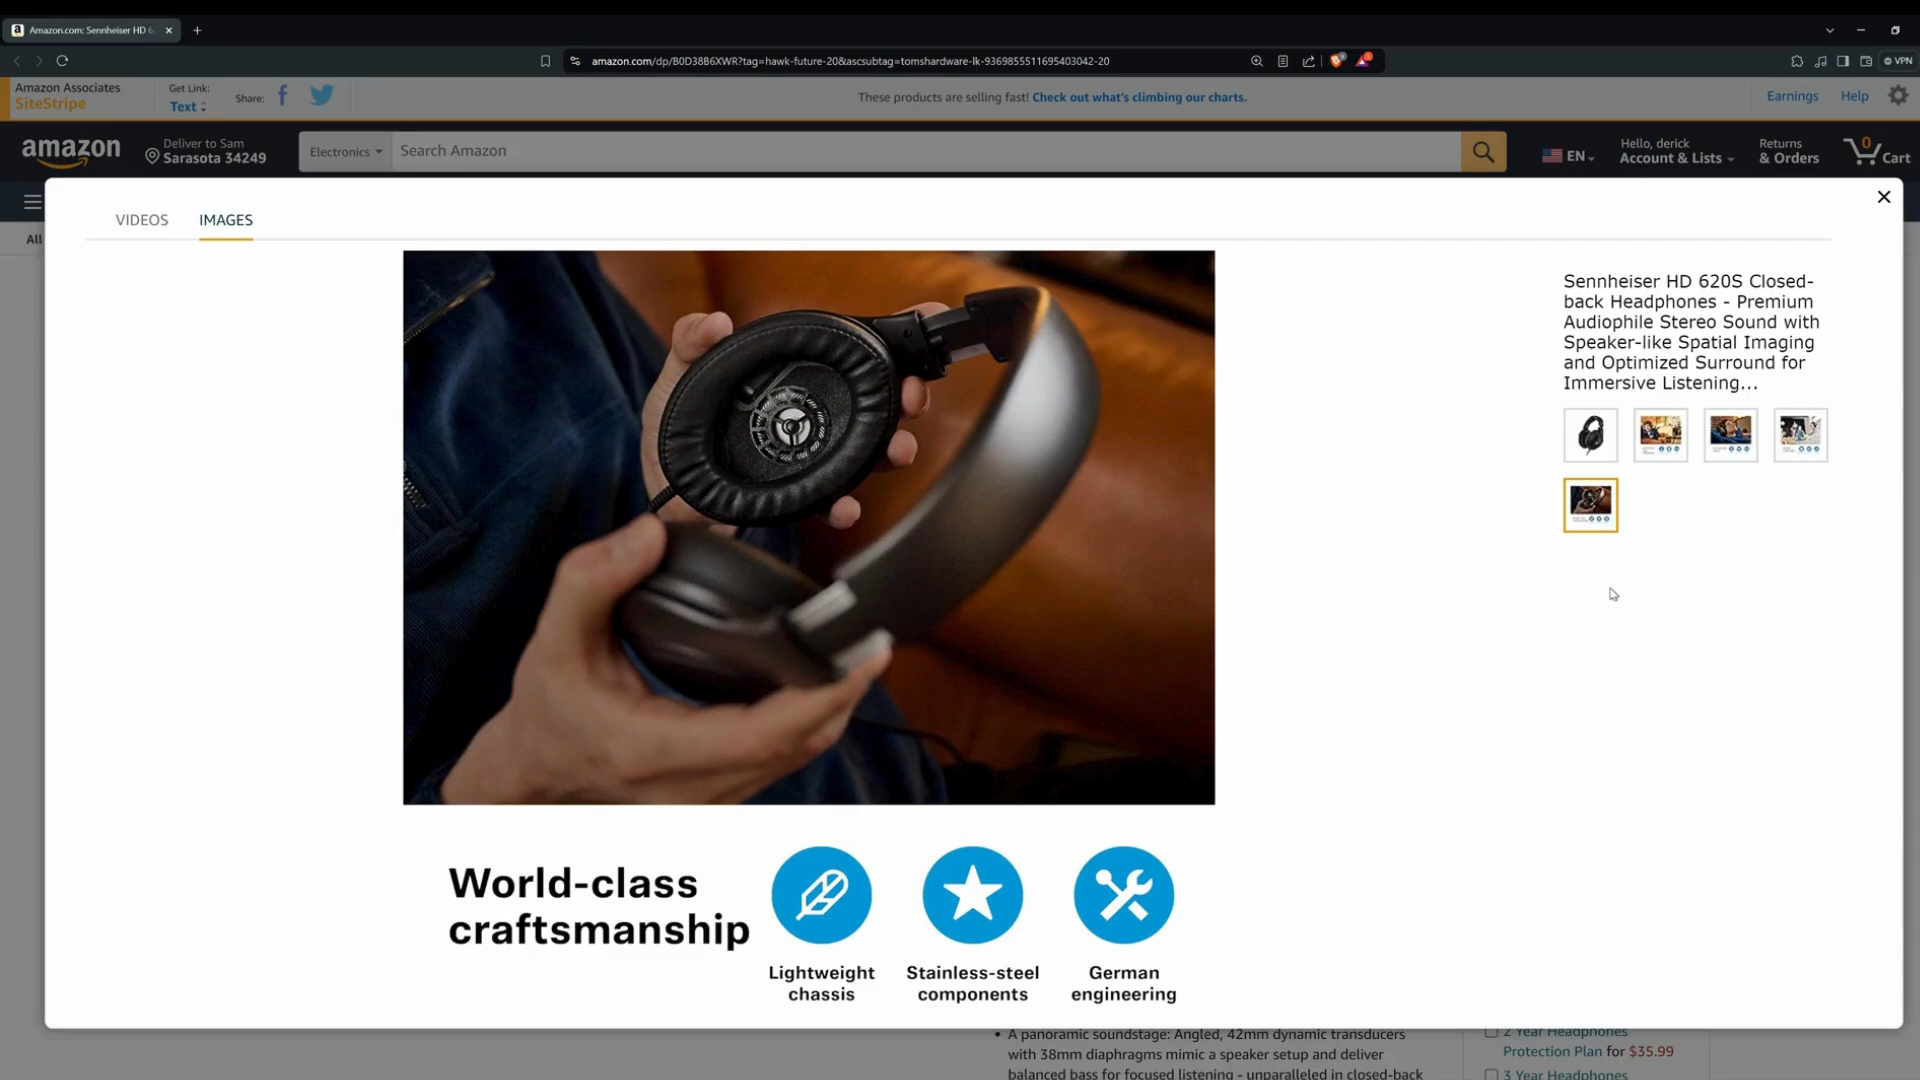 Amazon.com: Sennheiser HD 6
amazon.com/dp/B0D38B6XWR?tag=hawk-future-20&ascsubtag=tomshardware-lk-9369855511695403042-20
VPN
Amazon Associates
SiteStripe
Get Link:
Text
Share:
These products are selling fast! Check out what's climbing our charts.
Earnings
Help
amazon
Deliver to Sam
Sarasota 34249
Electronics
Search Amazon
EN
Hello, derick
Account & Lists
Returns
& Orders
0
Cart
All
VIDEOS
IMAGES
Sennheiser HD 620S Closed-
back Headphones - Premium
Audiophile Stereo Sound with
Speaker-like Spatial Imaging
and Optimized Surround for
Immersive Listening...
World-class
craftsmanship
Lightweight
chassis
Stainless-steel
components
German
engineering
• A panoramic soundstage: Angled, 42mm dynamic transducers
with 38mm diaphragms mimic a speaker setup and deliver
balanced bass for focused listening - unparalleled in closed-back
2 Year Headphones
Protection Plan for $35.99
3 Year Headphones